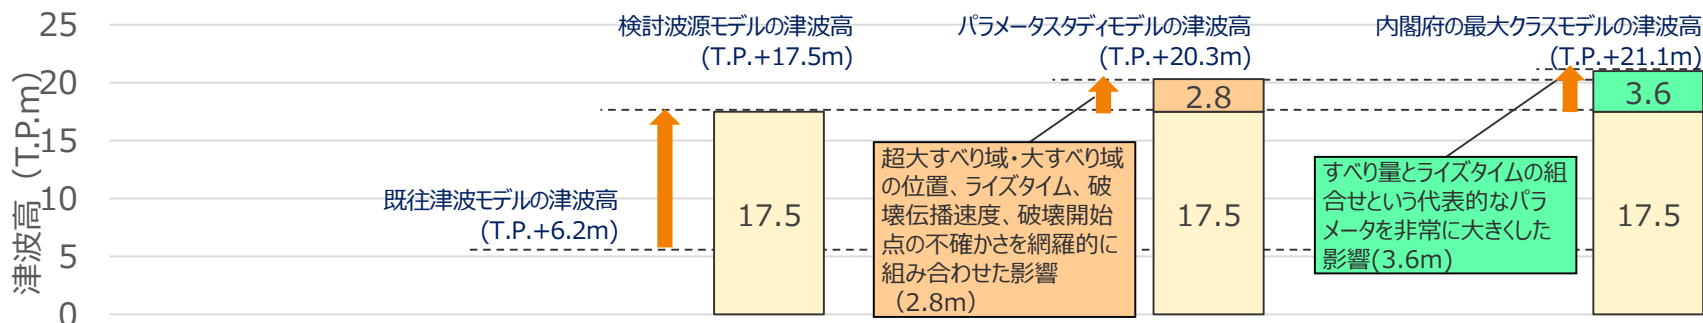 津波高（T.P.m）
25
20
15
10
5
0
既往津波モデルの津波高
(T.P.+6.2m)
検討波源モデルの津波高
(T.P.+17.5m)
17.5
パラメータスタディモデルの津波高
(T.P.+20.3m)
2.8
17.5
超大すべり域・大すべり域
の位置、ライズタイム、破
壊伝播速度、破壊開始
点の不確かさを網羅的に
組み合わせた影響
（2.8m）
内閣府の最大クラスモデルの津波高
(T.P.+21.1m)
3.6
17.5
すべり量とライズタイムの組
合せという代表的なパラ
メータを非常に大きくした
影響(3.6m）